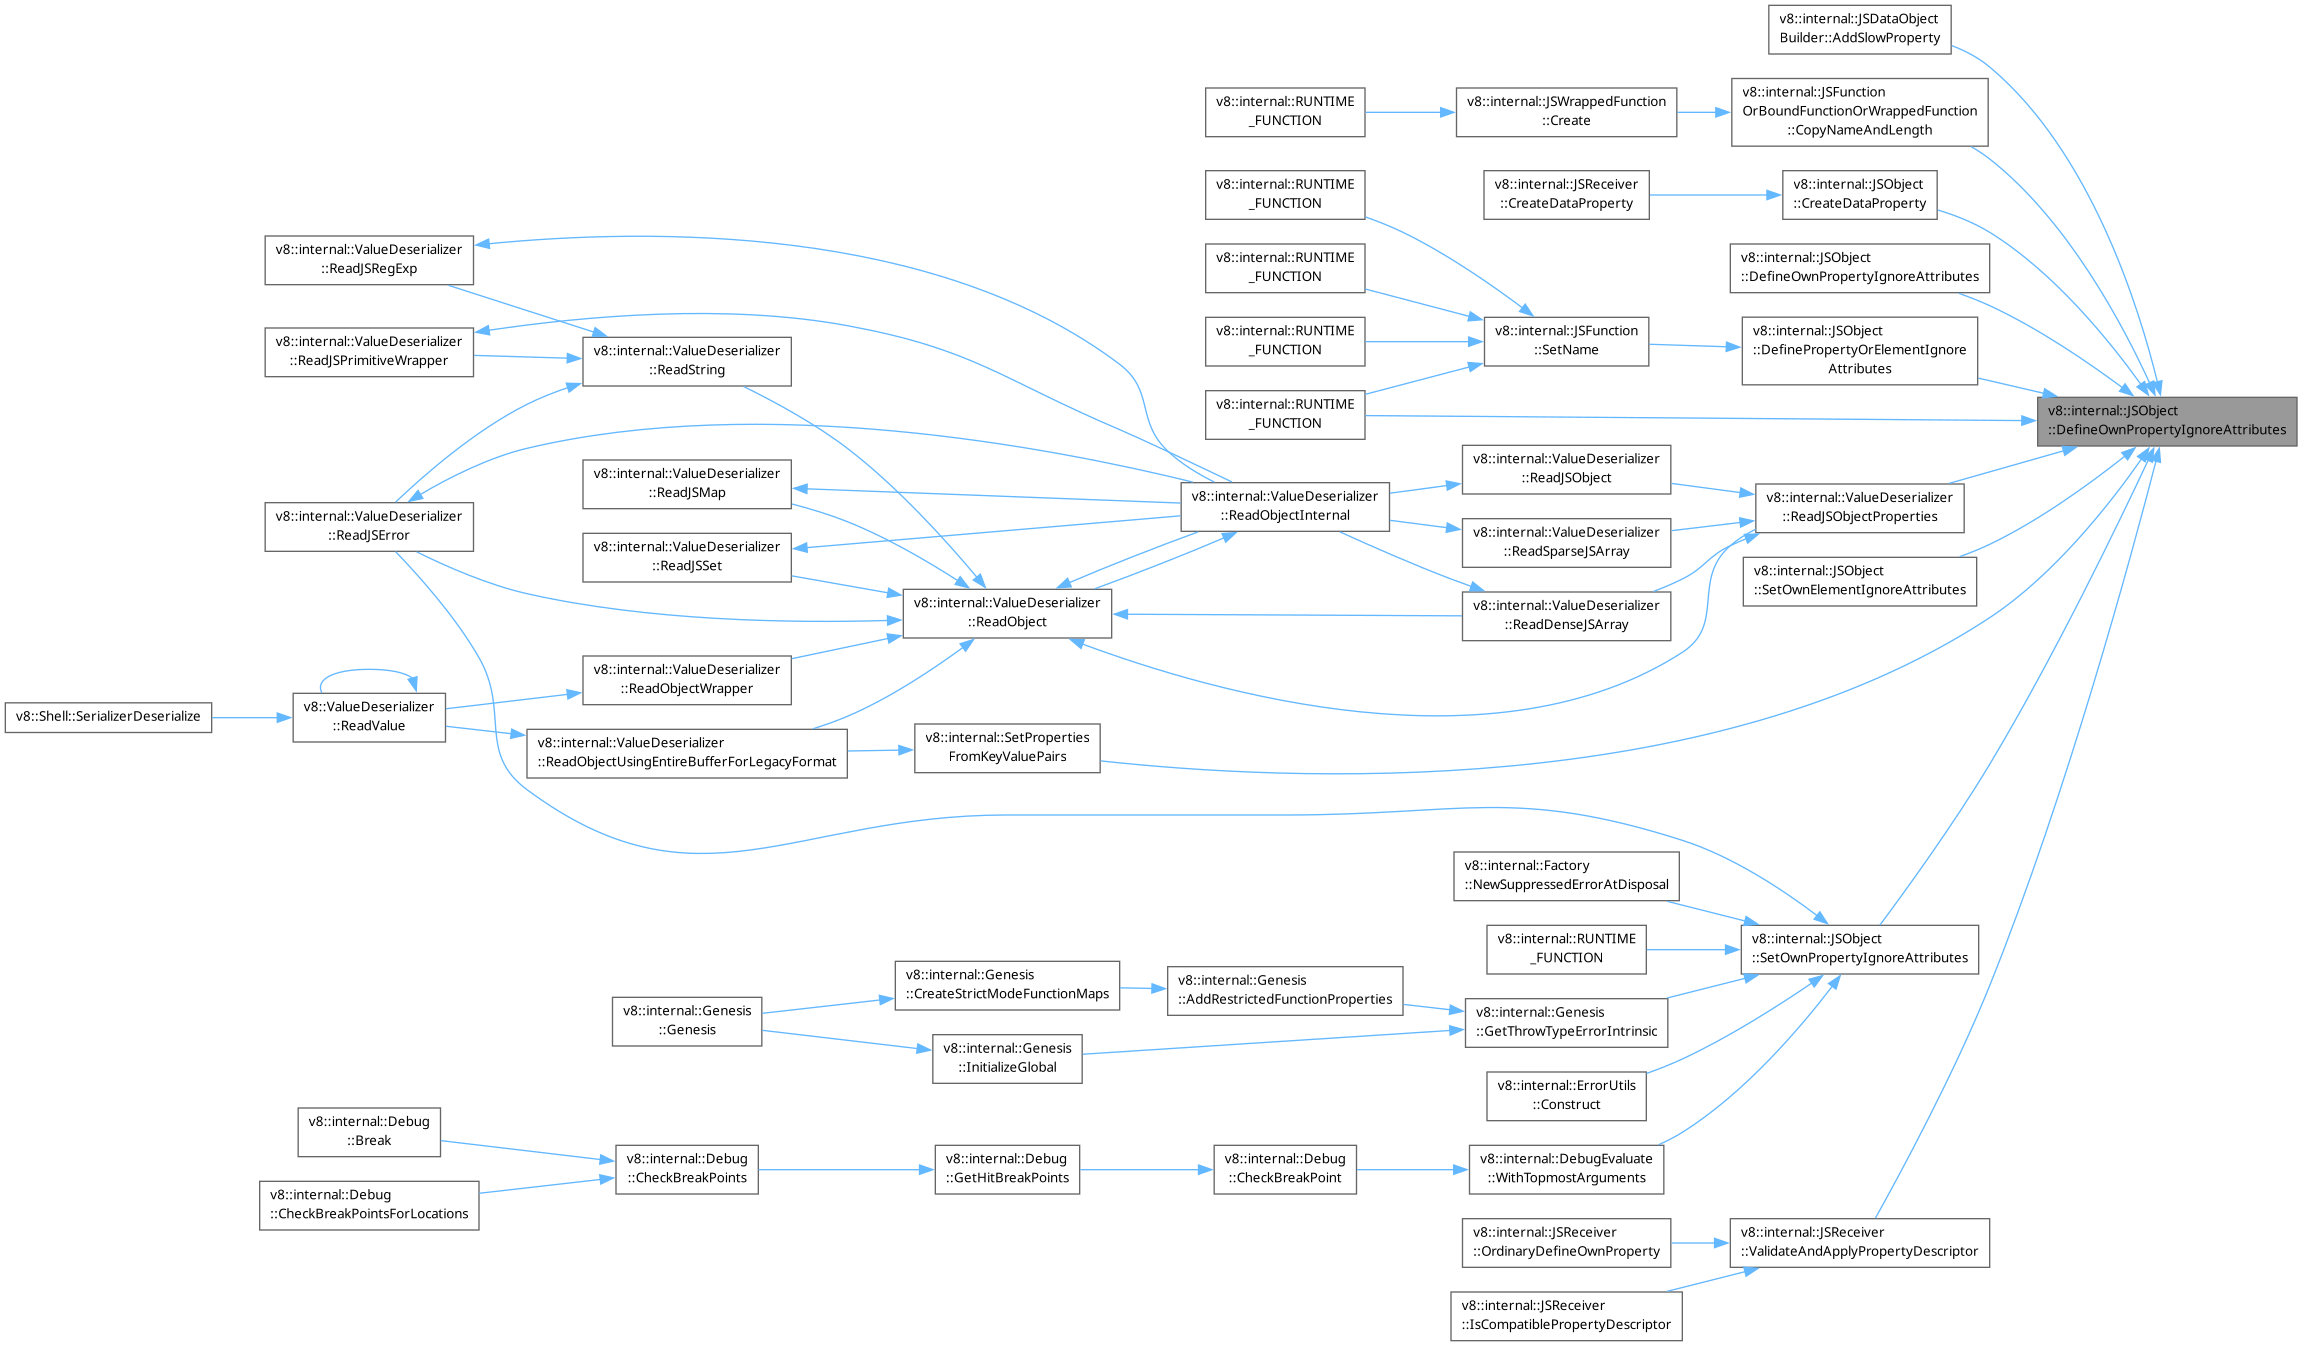 v8::internal::JSDataObject
Builder::AddSlowProperty
v8::internal::RUNTIME
_FUNCTION
v8::internal::JSWrappedFunction
::Create
v8::internal::JSFunction
OrBoundFunctionOrWrappedFunction
::CopyNameAndLength
v8::internal::RUNTIME
_FUNCTION
v8::internal::JSReceiver
::CreateDataProperty
v8::internal::JSObject
::CreateDataProperty
v8::internal::ValueDeserializer
::ReadJSRegExp
v8::internal::RUNTIME
_FUNCTION
v8::internal::JSObject
::DefineOwnPropertyIgnoreAttributes
v8::internal::ValueDeserializer
::ReadJSPrimitiveWrapper
v8::internal::ValueDeserializer
::ReadString
v8::internal::RUNTIME
_FUNCTION
v8::internal::JSFunction
::SetName
v8::internal::JSObject
::DefinePropertyOrElementIgnore
Attributes
v8::internal::RUNTIME
_FUNCTION
v8::internal::JSObject
::DefineOwnPropertyIgnoreAttributes
v8::internal::ValueDeserializer
::ReadJSMap
v8::internal::ValueDeserializer
::ReadJSObject
v8::internal::ValueDeserializer
::ReadObjectInternal
v8::internal::ValueDeserializer
::ReadJSObjectProperties
v8::internal::ValueDeserializer
::ReadJSError
v8::internal::ValueDeserializer
::ReadJSSet
v8::internal::ValueDeserializer
::ReadSparseJSArray
v8::internal::JSObject
::SetOwnElementIgnoreAttributes
v8::internal::ValueDeserializer
::ReadObject
v8::internal::ValueDeserializer
::ReadDenseJSArray
v8::internal::ValueDeserializer
::ReadObjectWrapper
v8::Shell::SerializerDeserialize
v8::ValueDeserializer
::ReadValue
v8::internal::ValueDeserializer
::ReadObjectUsingEntireBufferForLegacyFormat
v8::internal::SetProperties
FromKeyValuePairs
v8::internal::Factory
::NewSuppressedErrorAtDisposal
v8::internal::RUNTIME
_FUNCTION
v8::internal::JSObject
::SetOwnPropertyIgnoreAttributes
v8::internal::Genesis
::Genesis
v8::internal::Genesis
::CreateStrictModeFunctionMaps
v8::internal::Genesis
::AddRestrictedFunctionProperties
v8::internal::Genesis
::GetThrowTypeErrorIntrinsic
v8::internal::Genesis
::InitializeGlobal
v8::internal::ErrorUtils
::Construct
v8::internal::Debug
::Break
v8::internal::Debug
::CheckBreakPoints
v8::internal::Debug
::GetHitBreakPoints
v8::internal::Debug
::CheckBreakPoint
v8::internal::DebugEvaluate
::WithTopmostArguments
v8::internal::Debug
::CheckBreakPointsForLocations
v8::internal::JSReceiver
::OrdinaryDefineOwnProperty
v8::internal::JSReceiver
::ValidateAndApplyPropertyDescriptor
v8::internal::JSReceiver
::IsCompatiblePropertyDescriptor